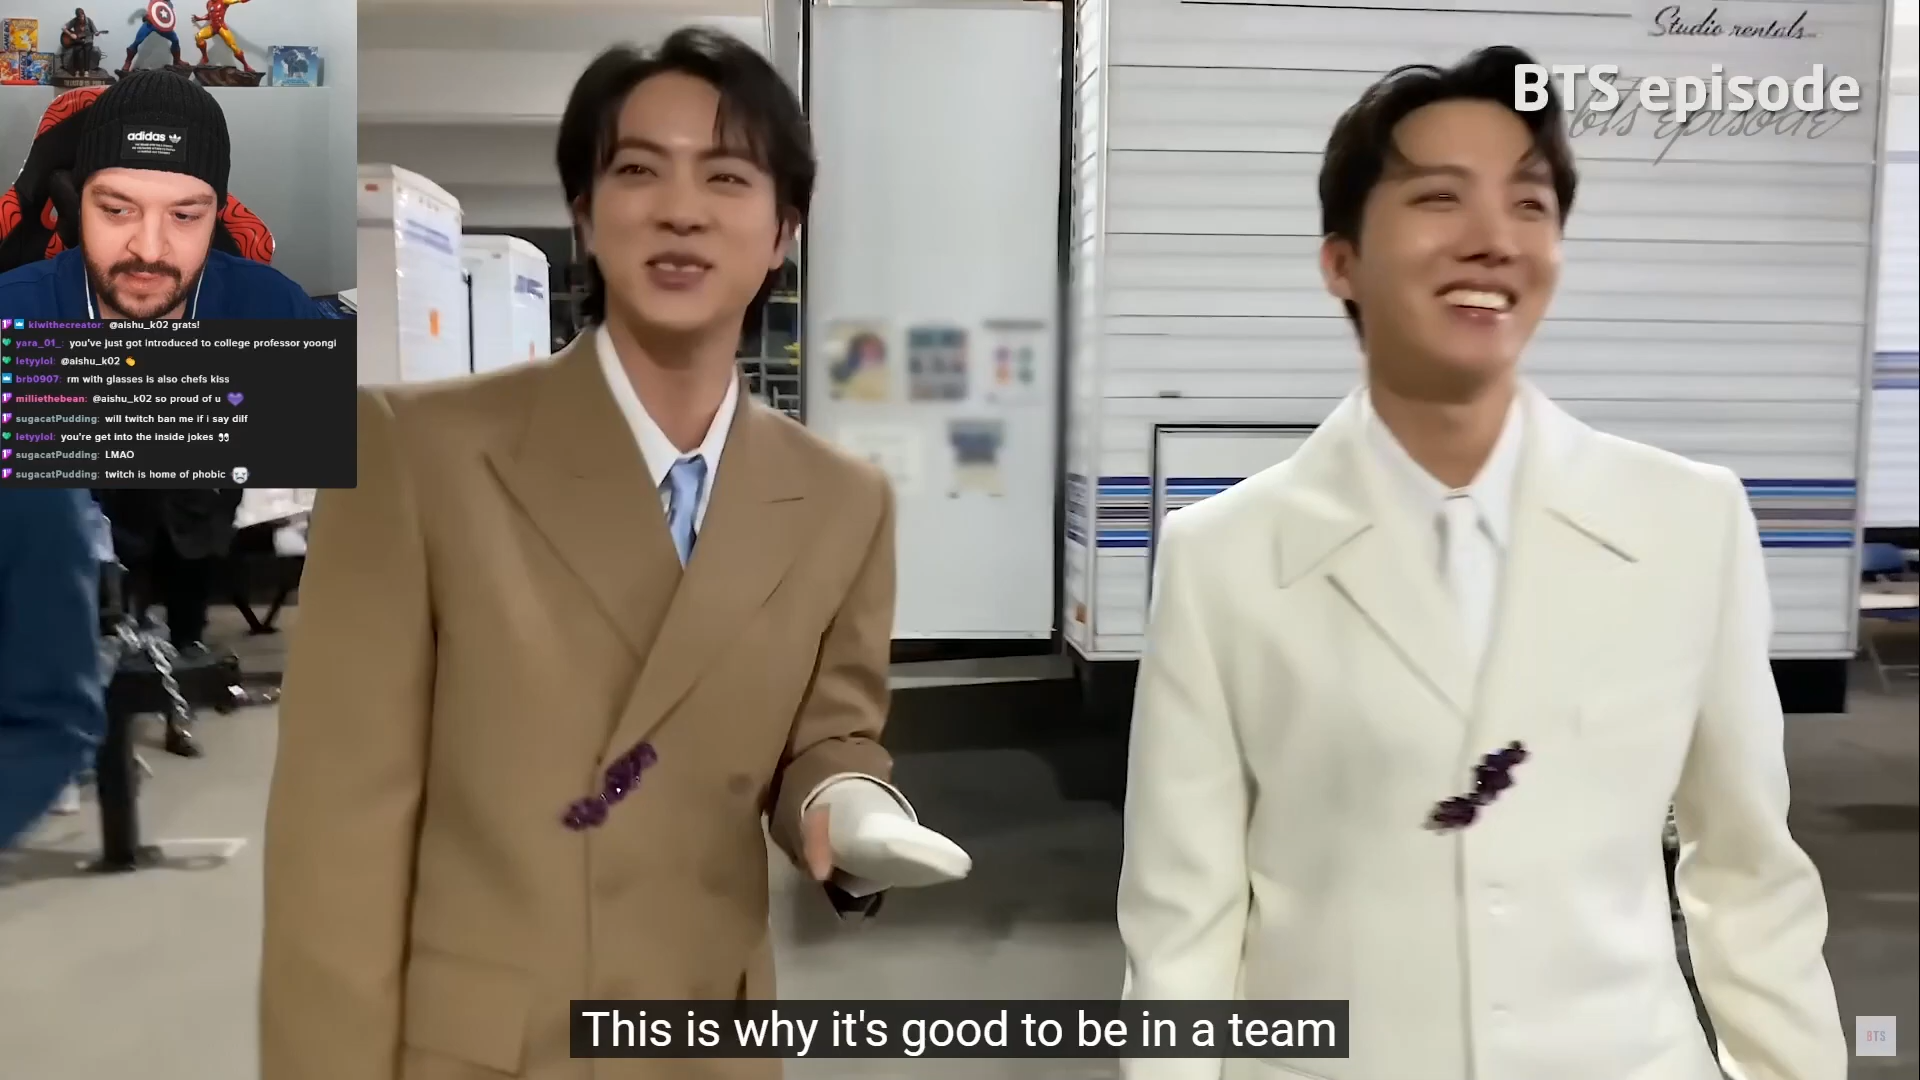 Studio rentals...
BTS episode
bts episode
adidas
kiwithecreator: @aishu_k02 grats!
yara_01_: you've just got introduced to college professor yoongi
letyylol: @aishu_k02 👏
brb0907: rm with glasses is also chefs kiss
milliethebean: @aishu_k02 so proud of u 💜
sugacatPudding: will twitch ban me if i say dilf
letyylol: you're get into the inside jokes 👀
sugacatPudding: LMAO
sugacatPudding: twitch is home of phobic
This is why it's good to be in a team
BTS